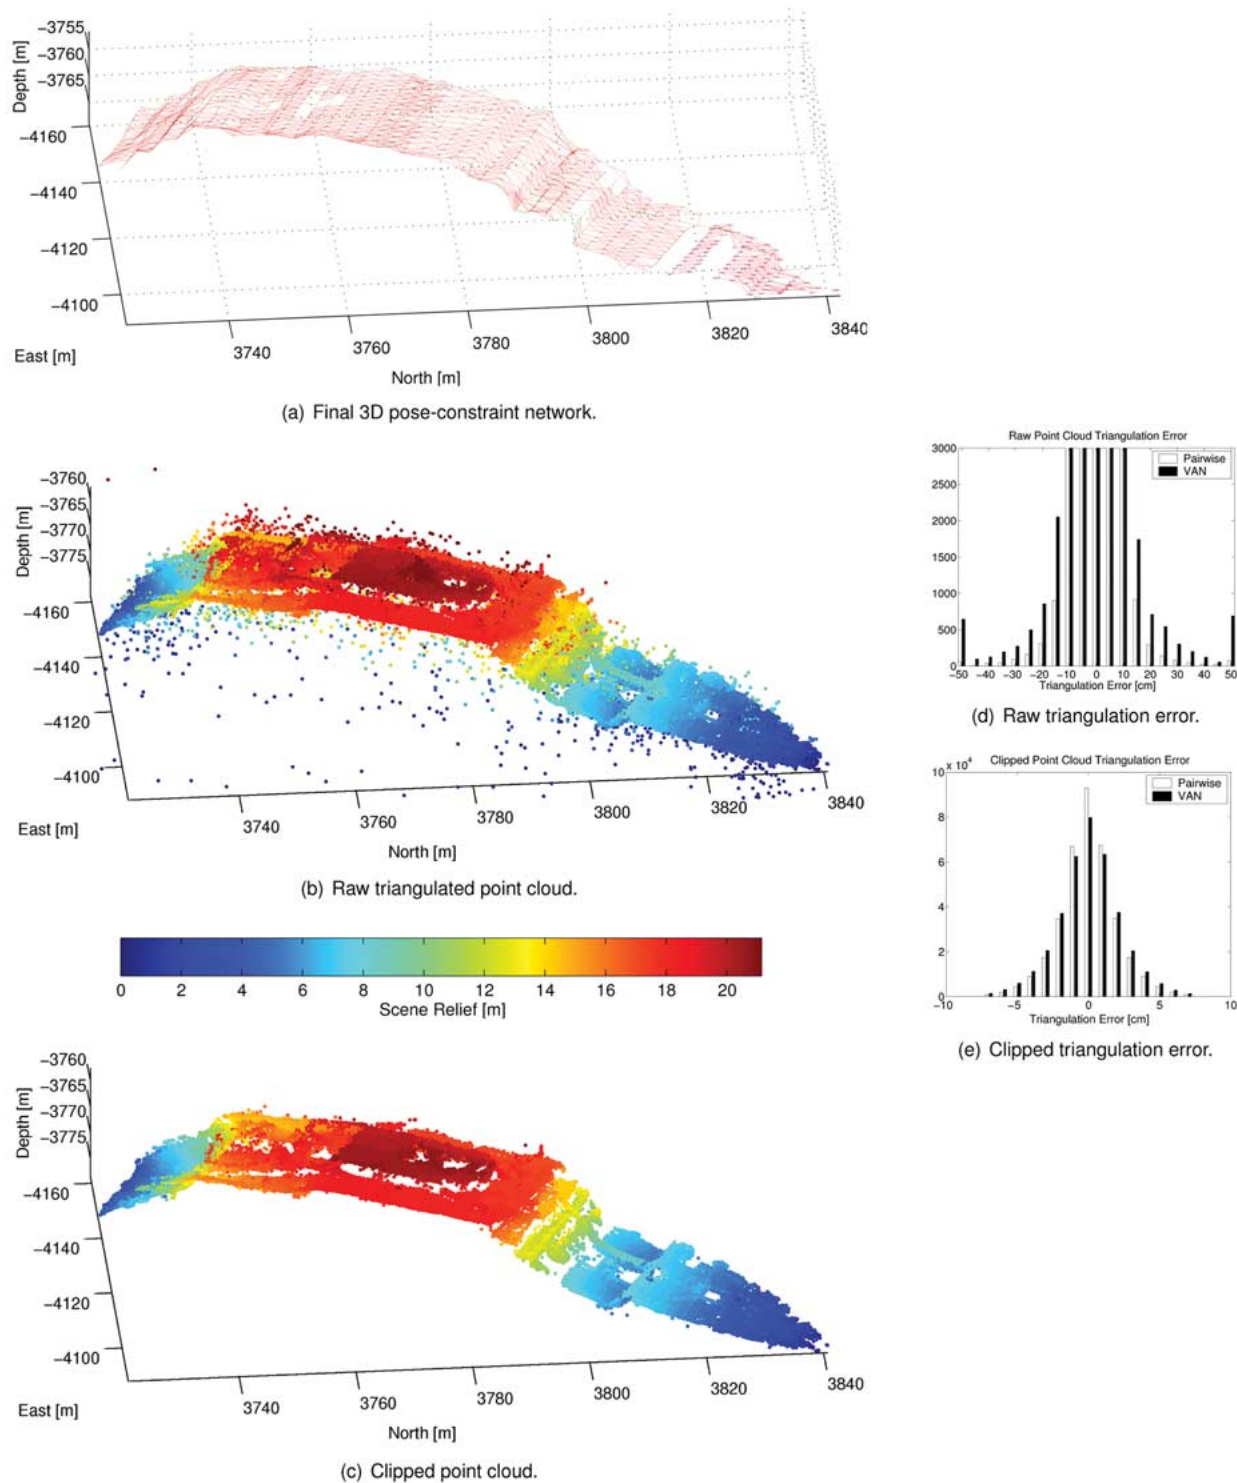 −3755
−3760
−3765
Depth [m]
−4160
−4140
−4120
−4100
East [m]
3740
3760
3780
3800
3820
3840
North [m]
(a) Final 3D pose-constraint network.
−3760
−3765
−3770
−3775
Depth [m]
−4160
−4140
−4120
−4100
East [m]
3740
3760
3780
3800
3820
3840
North [m]
(b) Raw triangulated point cloud.
0 2 4 6 8 10 12 14 16 18 20
Scene Relief [m]
−3760
−3765
−3770
−3775
Depth [m]
−4160
−4140
−4120
−4100
East [m]
3740
3760
3780
3800
3820
3840
North [m]
(c) Clipped point cloud.
Raw Point Cloud Triangulation Error
3000
2500
2000
1500
1000
500
0
Pairwise
VAN
−50 −40 −30 −20 −10 0 10 20 30 40 50
Triangulation Error [cm]
(d) Raw triangulation error.
Clipped Point Cloud Triangulation Error
x 10⁴
10
8
6
4
2
0
Pairwise
VAN
−10 −5 0 5 10
Triangulation Error [cm]
(e) Clipped triangulation error.